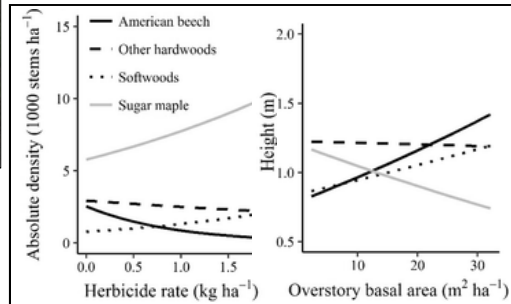 Absolute density (1000 stems ha⁻¹)
15
10
5
0
American beech
Other hardwoods
Softwoods
Sugar maple
0.0 0.5 1.0 1.5
Herbicide rate (kg ha⁻¹)
Height (m)
2.0
1.5
1.0
0.5
0 10 20 30
Overstory basal area (m² ha⁻¹)